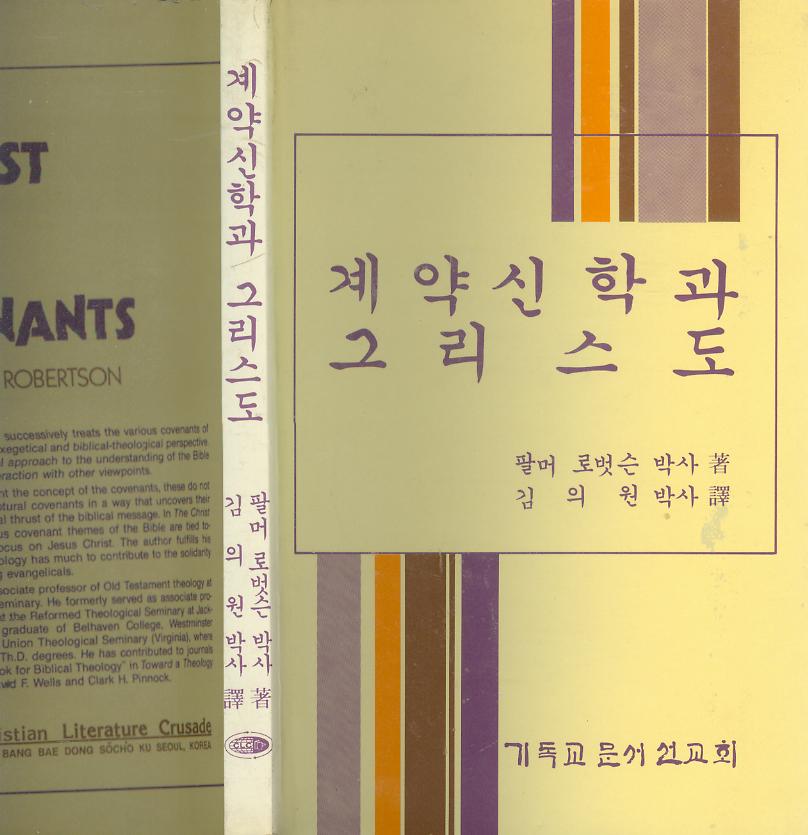 계약신학과
그리스도
팔머 로벗슨 박사 著
김 의 원 박사 譯
기독교문서선교회
계약신학과 그리스도
팔머 로벗슨 박사 著
김 의 원 박사 譯
CLC
ST
NANTS
ROBERTSON
successively treats the various covenants of
xegetical and biblical-theological perspective.
l approach to the understanding of the Bible
eraction with other viewpoints.
nt the concept of the covenants, these do not
ptural covenants in a way that uncovers their
al thrust of the biblical message. In The Christ
us covenant themes of the Bible are tied to-
ocus on Jesus Christ. The author fulfills his
ology has much to contribute to the solidarity
g evangelicals.
sociate professor of Old Testament theology at
eminary. He formerly served as associate pro-
t the Reformed Theological Seminary at Jack-
graduate of Belhaven College, Westminster
Union Theological Seminary (Virginia), where
Th.D. degrees. He has contributed to journals
ok for Biblical Theology" in Toward a Theology
vid F. Wells and Clark H. Pinnock.
istian Literature Crusade
BANG BAE DONG SŎCHO KU SEOUL, KOREA